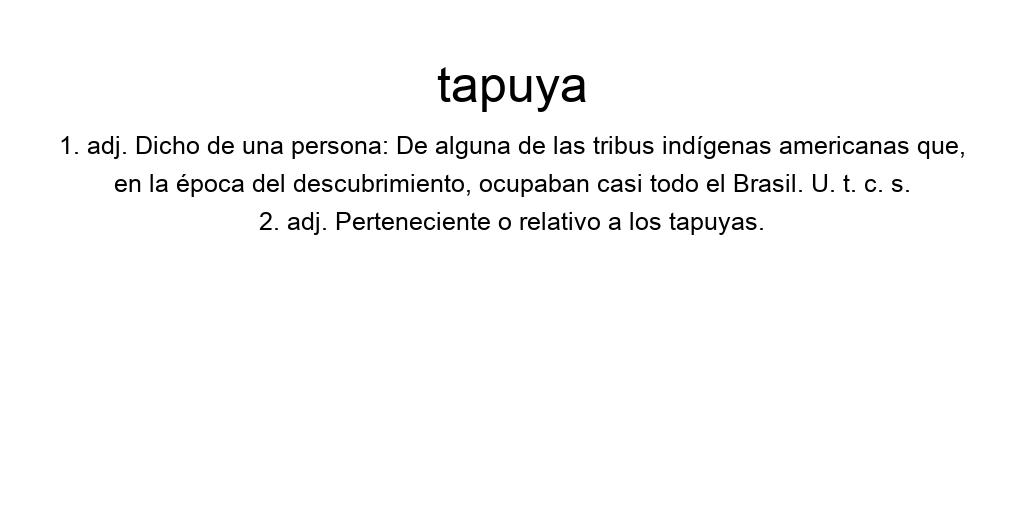 tapuya
1. adj. Dicho de una persona: De alguna de las tribus indígenas americanas que,
en la época del descubrimiento, ocupaban casi todo el Brasil. U. t. c. s.
2. adj. Perteneciente o relativo a los tapuyas.